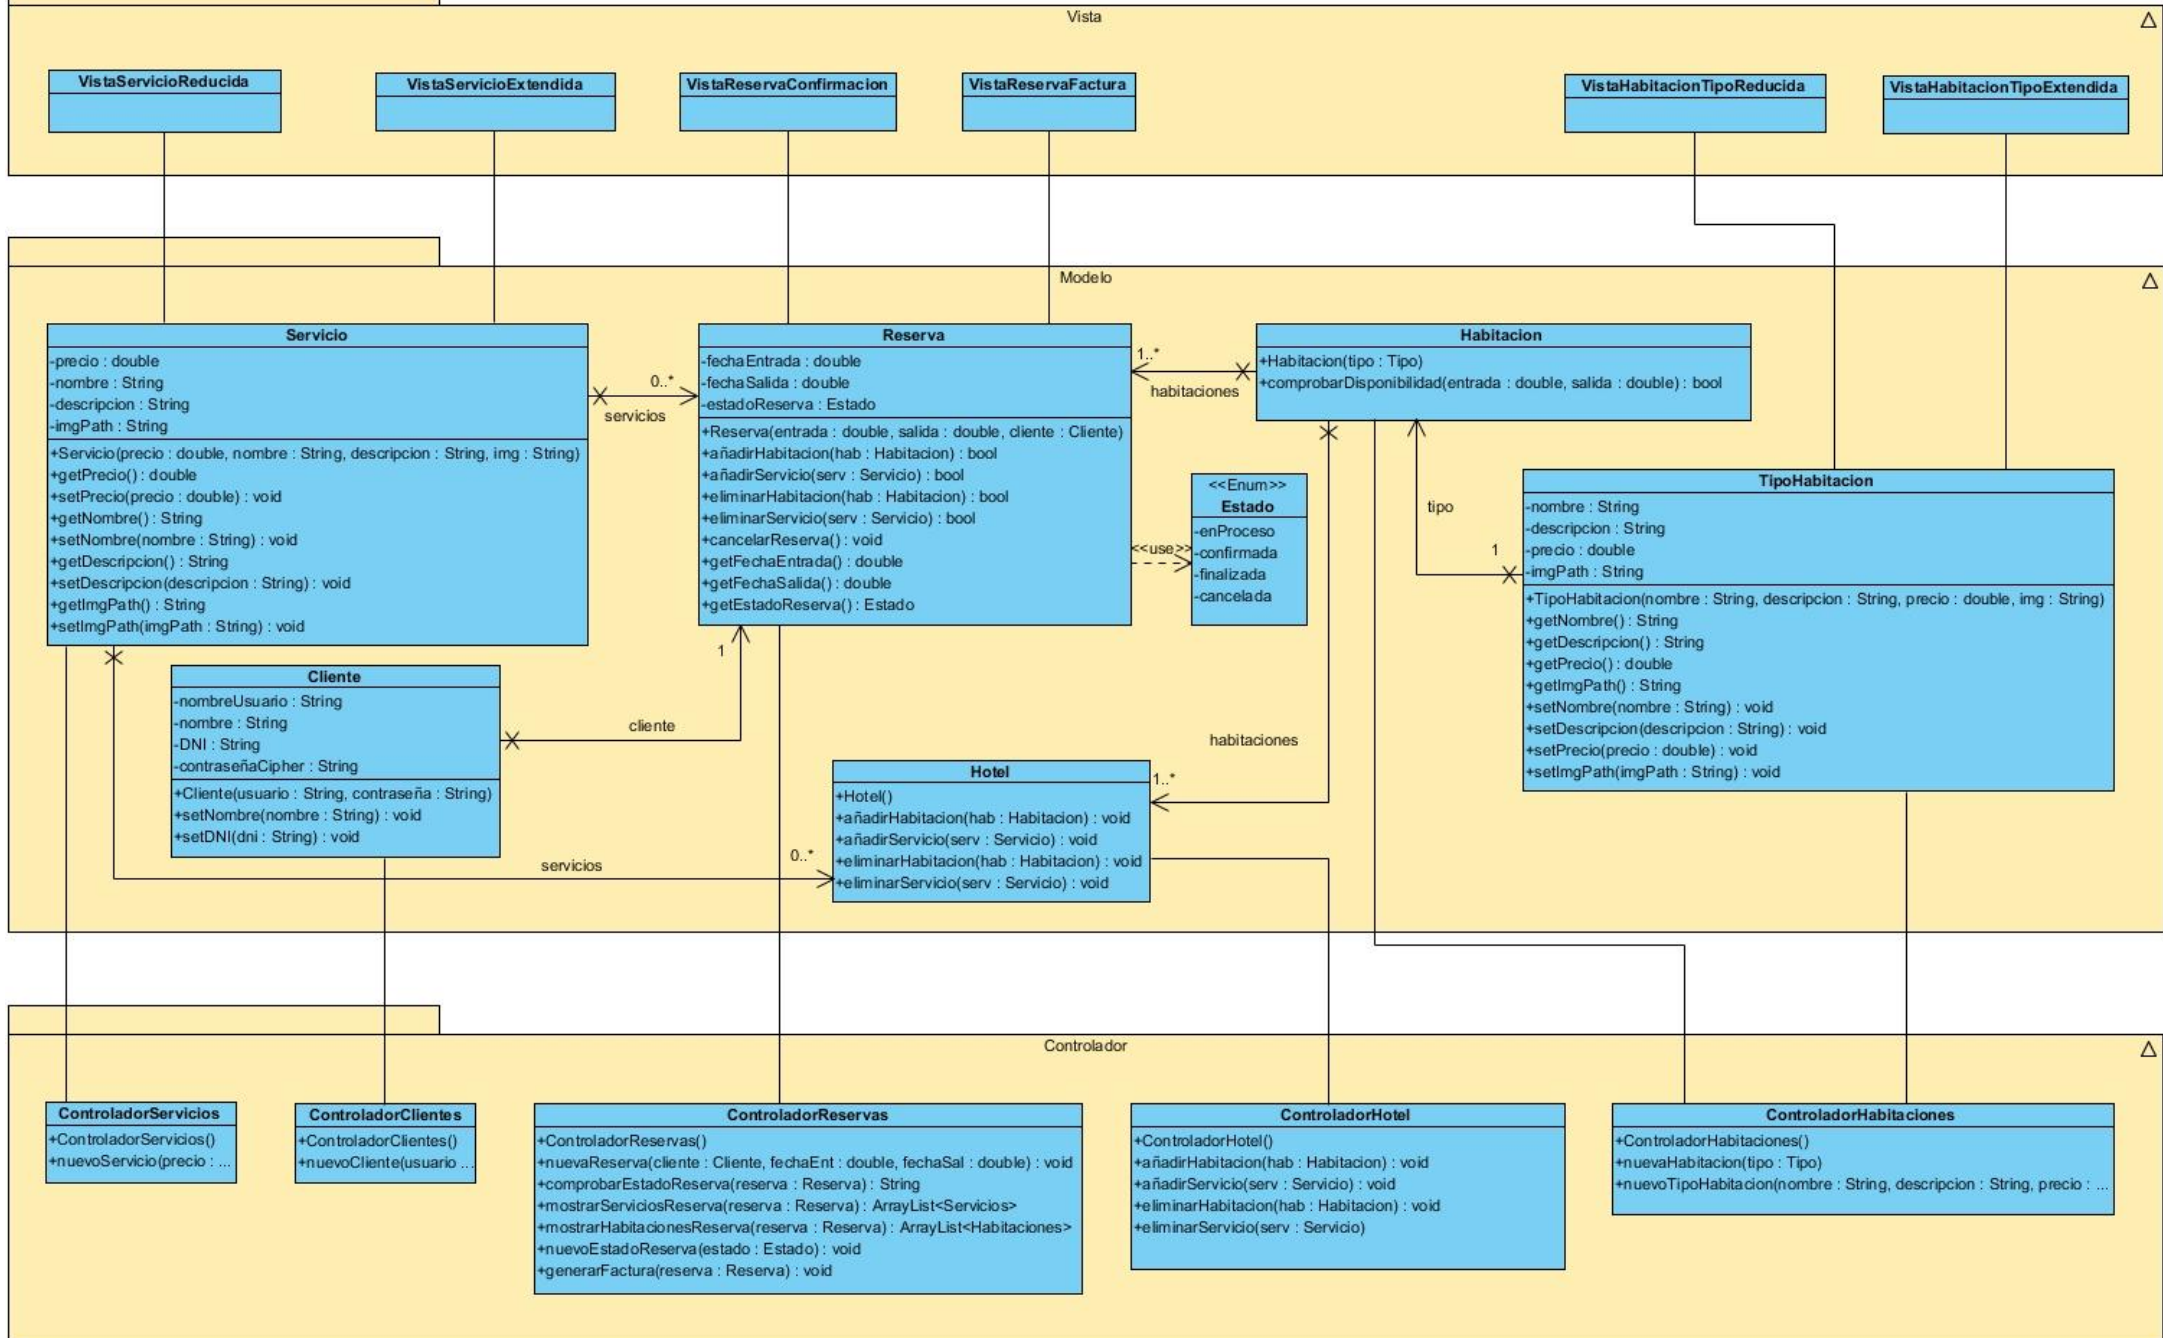 Vista
VistaServicioReducida
VistaServicioExtendida
VistaReservaConfirmacion
VistaReservaFactura
VistaHabitacionTipoReducida
VistaHabitacionTipoExtendida
Modelo
Servicio
-precio : double
-nombre : String
-descripcion : String
-imgPath : String
+Servicio(precio : double, nombre : String, descripcion : String, img : String)
+getPrecio() : double
+setPrecio(precio : double) : void
+getNombre() : String
+setNombre(nombre : String) : void
+getDescripcion() : String
+setDescripcion(descripcion : String) : void
+getImgPath() : String
+setImgPath(imgPath : String) : void
0..*
servicios
Reserva
-fechaEntrada : double
-fechaSalida : double
-estadoReserva : Estado
+Reserva(entrada : double, salida : double, cliente : Cliente)
+añadirHabitacion(hab : Habitacion) : bool
+añadirServicio(serv : Servicio) : bool
+eliminarHabitacion(hab : Habitacion) : bool
+eliminarServicio(serv : Servicio) : bool
+cancelarReserva() : void
+getFechaEntrada() : double
+getFechaSalida() : double
+getEstadoReserva() : Estado
1..*
habitaciones
Habitacion
+Habitacion(tipo : Tipo)
+comprobarDisponibilidad(entrada : double, salida : double) : bool
<<use>>
<<Enum>>
Estado
-enProceso
-confirmada
-finalizada
-cancelada
tipo
1
TipoHabitacion
-nombre : String
-descripcion : String
-precio : double
-imgPath : String
+TipoHabitacion(nombre : String, descripcion : String, precio : double, img : String)
+getNombre() : String
+getDescripcion() : String
+getPrecio() : double
+getImgPath() : String
+setNombre(nombre : String) : void
+setDescripcion(descripcion : String) : void
+setPrecio(precio : double) : void
+setImgPath(imgPath : String) : void
Cliente
-nombreUsuario : String
-nombre : String
-DNI : String
-contraseñaCipher : String
+Cliente(usuario : String, contraseña : String)
+setNombre(nombre : String) : void
+setDNI(dni : String) : void
1
cliente
habitaciones
1..*
Hotel
+Hotel()
+añadirHabitacion(hab : Habitacion) : void
+añadirServicio(serv : Servicio) : void
+eliminarHabitacion(hab : Habitacion) : void
+eliminarServicio(serv : Servicio) : void
0..*
servicios
Controlador
ControladorServicios
+ControladorServicios()
+nuevoServicio(precio : ...
ControladorClientes
+ControladorClientes()
+nuevoCliente(usuario ...
ControladorReservas
+ControladorReservas()
+nuevaReserva(cliente : Cliente, fechaEnt : double, fechaSal : double) : void
+comprobarEstadoReserva(reserva : Reserva) : String
+mostrarServiciosReserva(reserva : Reserva) : ArrayList<Servicios>
+mostrarHabitacionesReserva(reserva : Reserva) : ArrayList<Habitaciones>
+nuevoEstadoReserva(estado : Estado) : void
+generarFactura(reserva : Reserva) : void
ControladorHotel
+ControladorHotel()
+añadirHabitacion(hab : Habitacion) : void
+añadirServicio(serv : Servicio) : void
+eliminarHabitacion(hab : Habitacion) : void
+eliminarServicio(serv : Servicio)
ControladorHabitaciones
+ControladorHabitaciones()
+nuevaHabitacion(tipo : Tipo)
+nuevoTipoHabitacion(nombre : String, descripcion : String, precio : ...